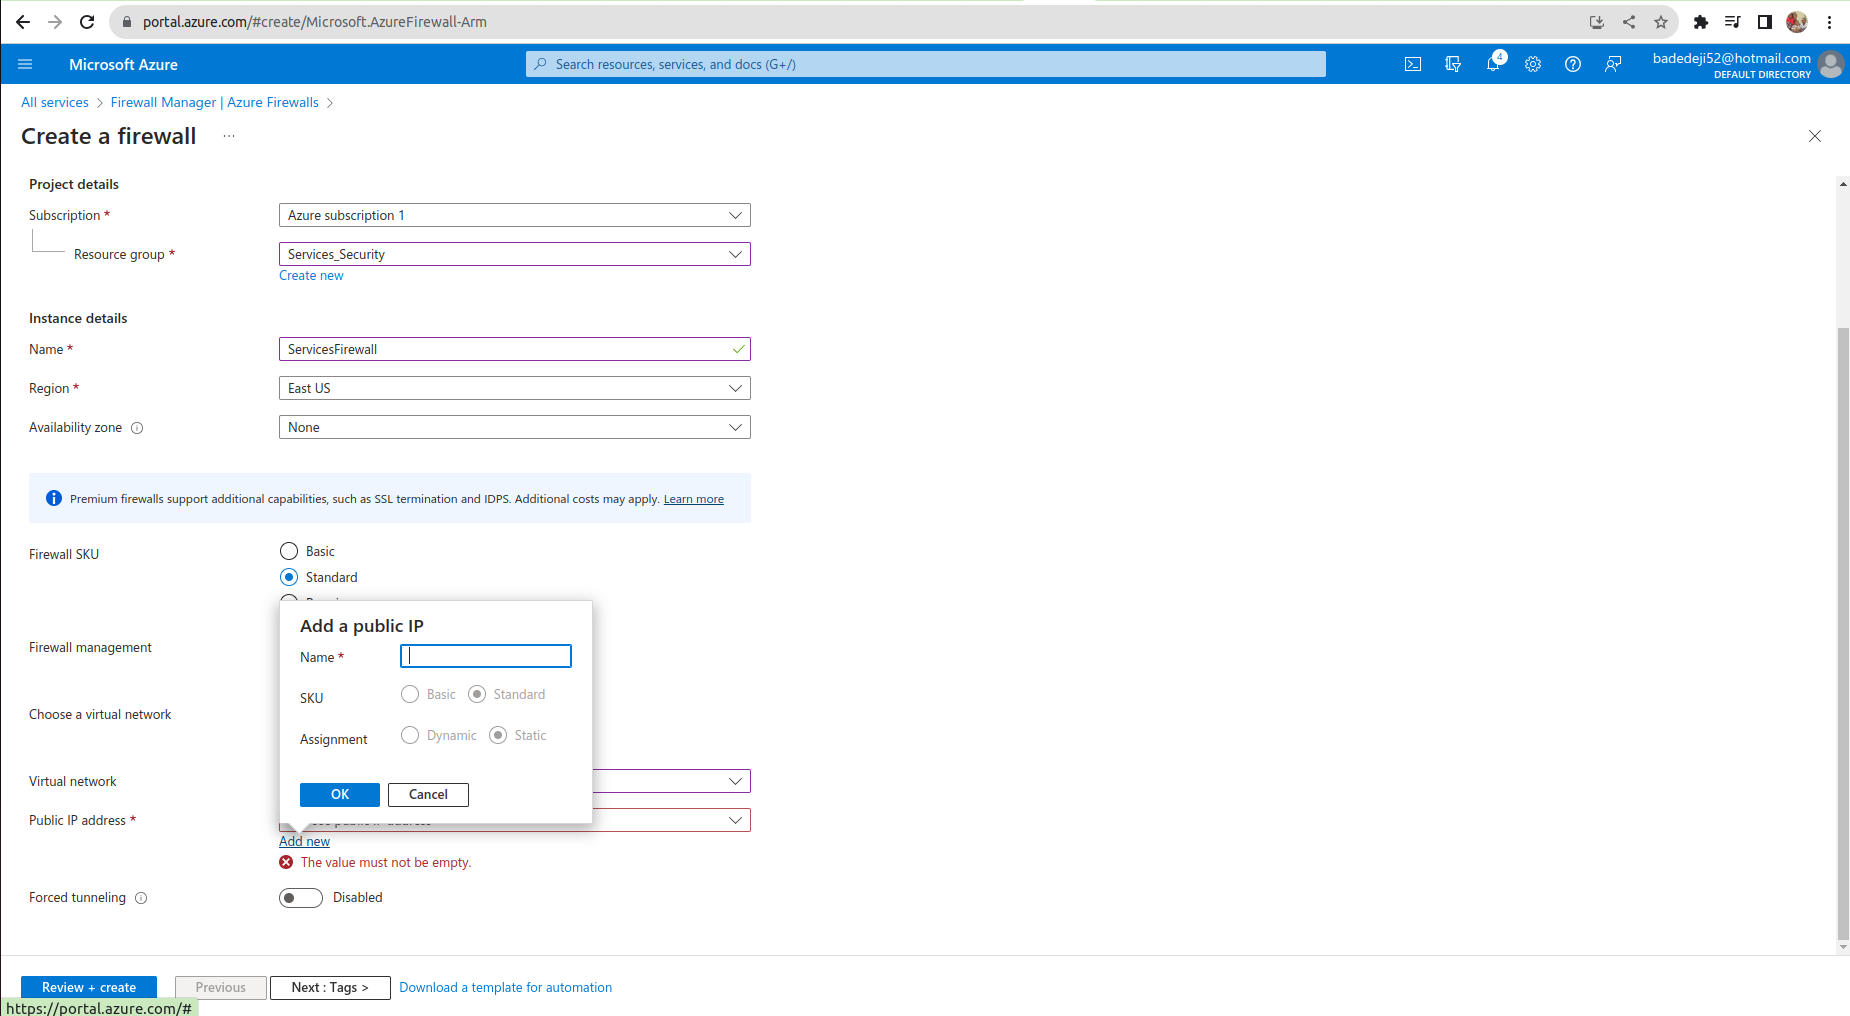 portal.azure.com/#create/Microsoft.AzureFirewall-Arm
Microsoft Azure
Search resources, services, and docs (G+/)
4
badedeji52@hotmail.com
DEFAULT DIRECTORY
All services > Firewall Manager | Azure Firewalls >
Create a firewall ...
Project details
Subscription *
Azure subscription 1
Resource group *
Services_Security
Create new
Instance details
Name *
ServicesFirewall
Region *
East US
Availability zone
None
Premium firewalls support additional capabilities, such as SSL termination and IDPS. Additional costs may apply. Learn more
Firewall SKU
Basic
Standard
Add a public IP
Name *
Firewall management
SKU
Basic
Standard
Choose a virtual network
Assignment
Dynamic
Static
Virtual network
OK
Cancel
Public IP address *
Add new
The value must not be empty.
Forced tunneling
Disabled
Review + create
Previous
Next : Tags >
Download a template for automation
https://portal.azure.com/#